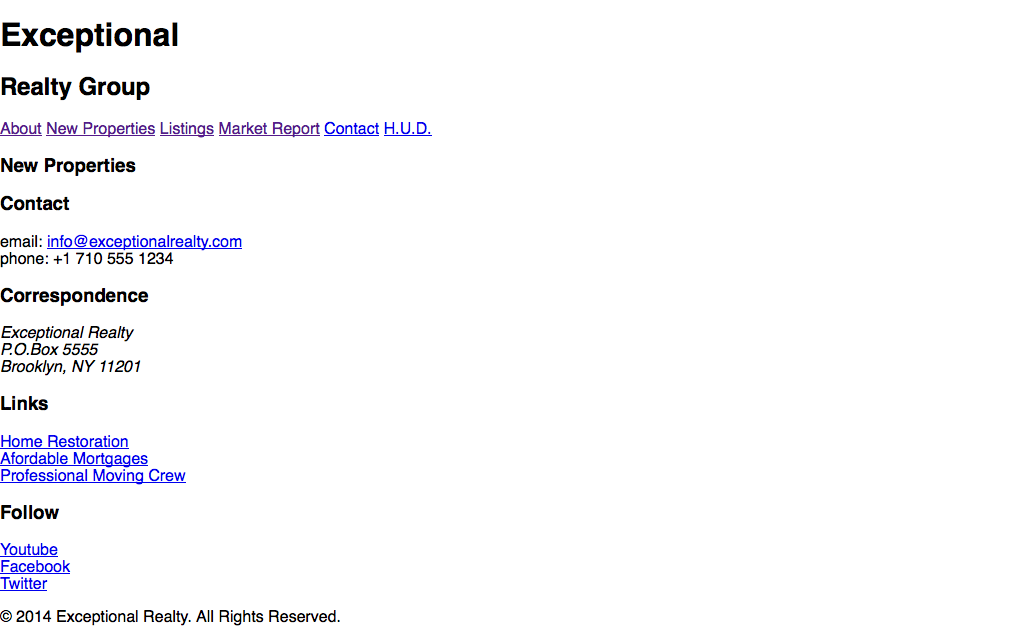 Exceptional
Realty Group
About New Properties Listings Market Report Contact H.U.D.
New Properties
Contact
email: info@exceptionalrealty.com
phone: +1 710 555 1234
Correspondence
Exceptional Realty
P.O.Box 5555
Brooklyn, NY 11201
Links
Home Restoration
Afordable Mortgages
Professional Moving Crew
Follow
Youtube
Facebook
Twitter
© 2014 Exceptional Realty. All Rights Reserved.